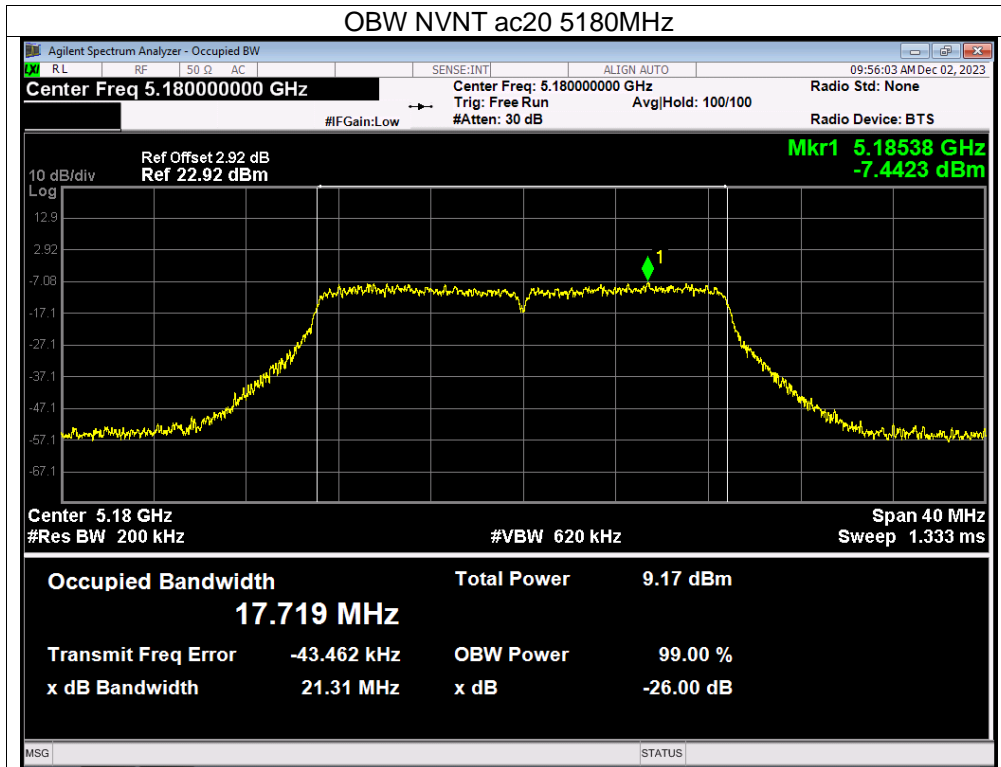 OBW NVNT ac20 5180MHz
Agilent Spectrum Analyzer - Occupied BW
LXI RL RF 50 Ω AC SENSE:INT ALIGN AUTO 09:56:03 AM Dec 02, 2023
Center Freq 5.180000000 GHz
Center Freq: 5.180000000 GHz
Radio Std: None
Trig: Free Run Avg|Hold: 100/100
#IFGain:Low #Atten: 30 dB Radio Device: BTS
Mkr1 5.18538 GHz
-7.4423 dBm
Ref Offset 2.92 dB
10 dB/div Ref 22.92 dBm
Log
12.9
2.92
-7.08
-17.1
-27.1
-37.1
-47.1
-57.1
-67.1
1
Center 5.18 GHz Span 40 MHz
#Res BW 200 kHz #VBW 620 kHz Sweep 1.333 ms
Occupied Bandwidth Total Power 9.17 dBm
17.719 MHz
Transmit Freq Error -43.462 kHz OBW Power 99.00 %
x dB Bandwidth 21.31 MHz x dB -26.00 dB
MSG STATUS